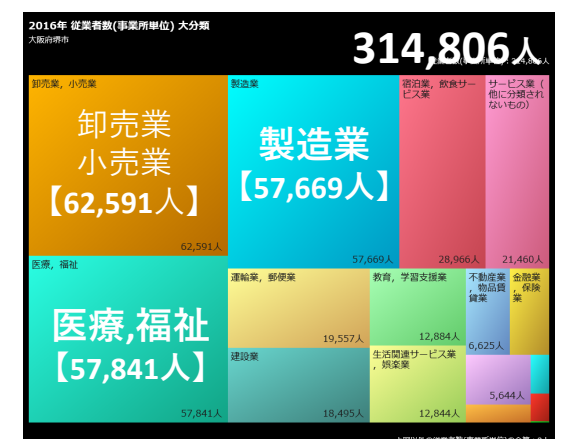 2016年 従業者数(事業所単位) 大分類
大阪府堺市
314,806人
卸売業, 小売業
卸売業
小売業
【62,591人】
62,591人
製造業
製造業
【57,669人】
57,669人
宿泊業, 飲食サー
ビス業
28,966人
サービス業（
他に分類され
ないもの）
21,460人
医療, 福祉
医療,福祉
【57,841人】
57,841人
運輸業, 郵便業
19,557人
建設業
18,495人
教育, 学習支援業
12,884人
生活関連サービス業
, 娯楽業
12,844人
不動産業
, 物品賃
貸業
6,625人
金融業
, 保険
業
5,644人